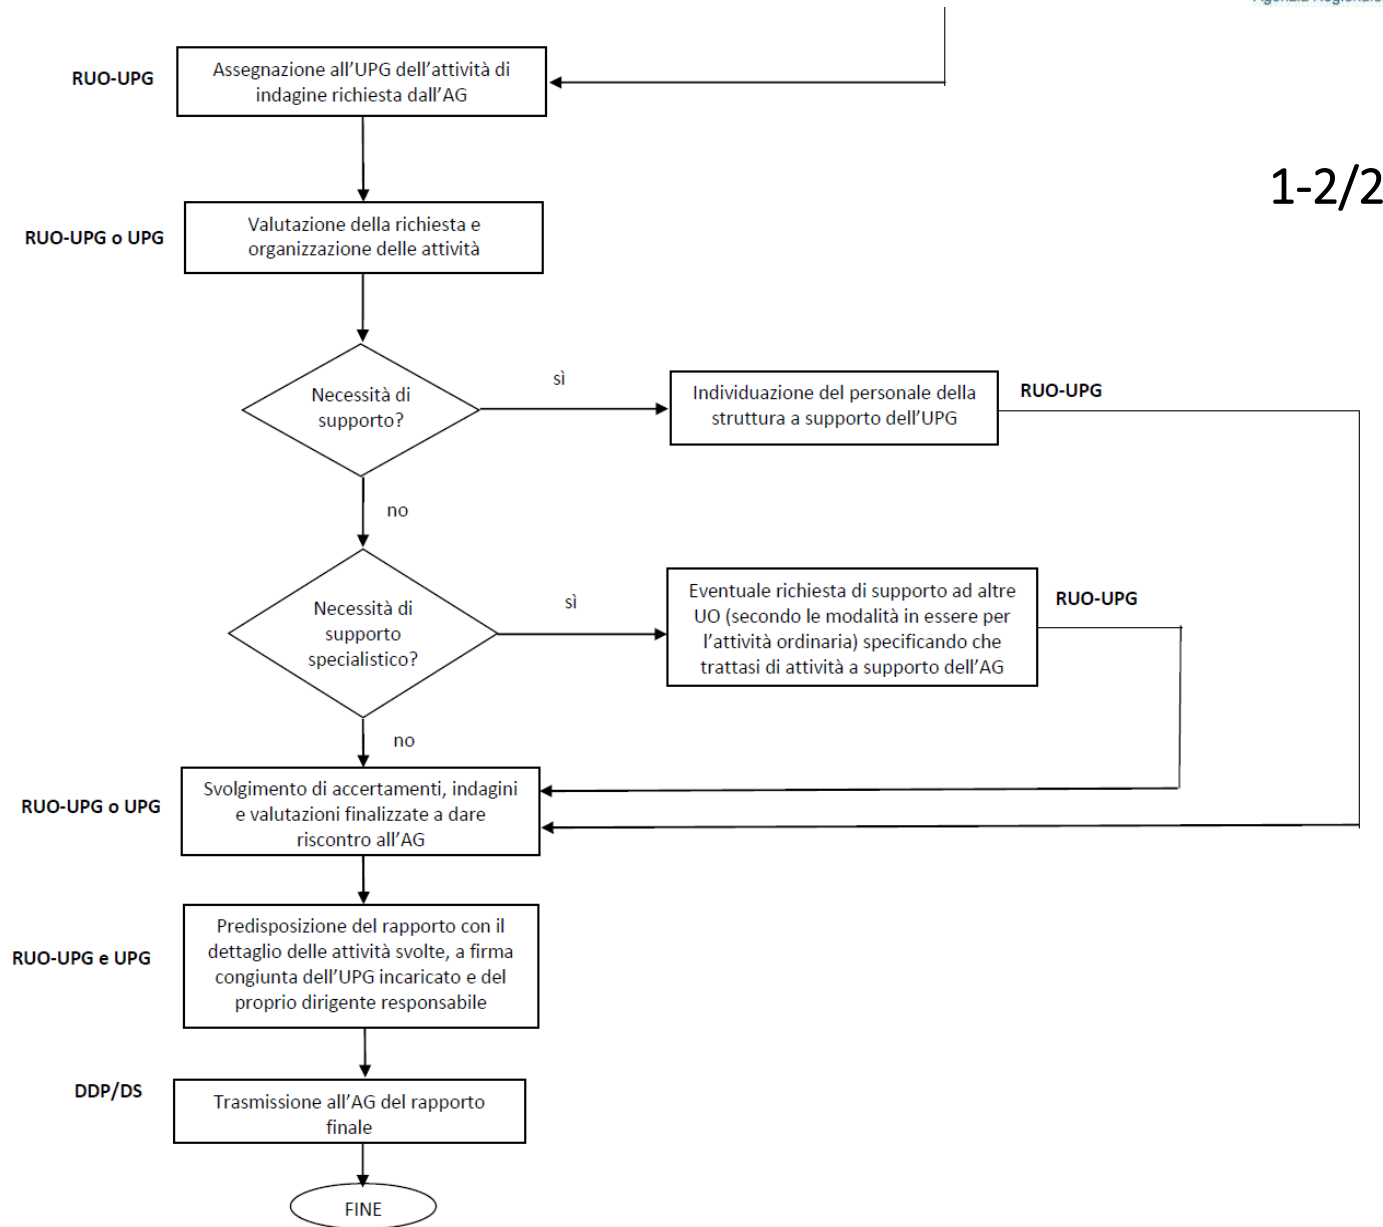 Agenzia Regionale
RUO-UPG
Assegnazione all'UPG dell'attività di
indagine richiesta dall'AG
1-2/2
RUO-UPG o UPG
Valutazione della richiesta e
organizzazione delle attività
Necessità di
supporto?
sì
Individuazione del personale della
struttura a supporto dell'UPG
RUO-UPG
no
Necessità di
supporto
specialistico?
sì
Eventuale richiesta di supporto ad altre
UO (secondo le modalità in essere per
l'attività ordinaria) specificando che
trattasi di attività a supporto dell'AG
RUO-UPG
no
RUO-UPG o UPG
Svolgimento di accertamenti, indagini
e valutazioni finalizzate a dare
riscontro all'AG
RUO-UPG e UPG
Predisposizione del rapporto con il
dettaglio delle attività svolte, a firma
congiunta dell'UPG incaricato e del
proprio dirigente responsabile
DDP/DS
Trasmissione all'AG del rapporto
finale
FINE